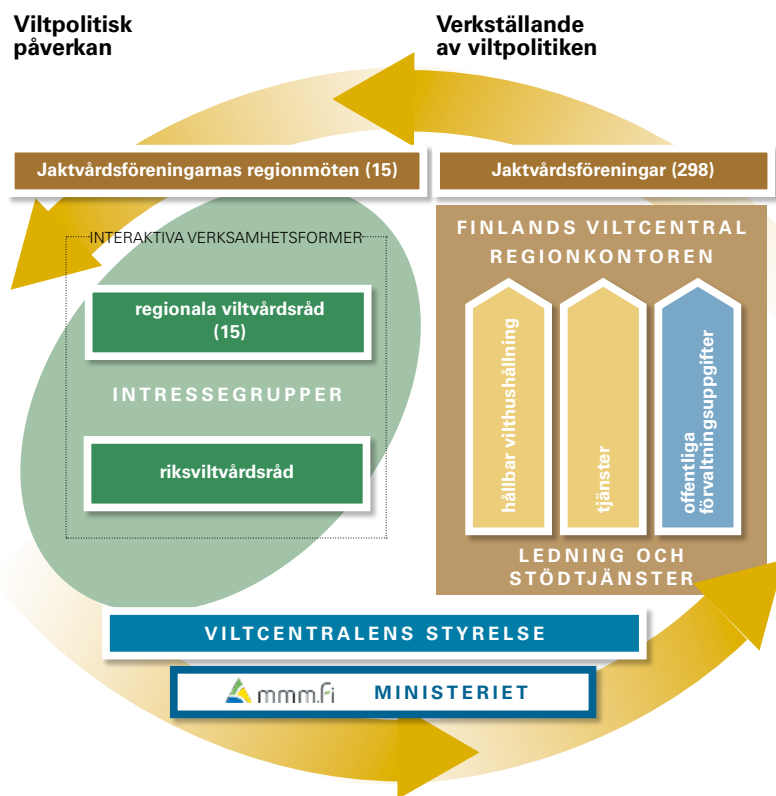 Viltpolitisk
påverkan
Verkställande
av viltpolitiken
Jaktvårdsföreningarnas regionmöten (15)
Jaktvårdsföreningar (298)
INTERAKTIVA VERKSAMHETSFORMER
regionala viltvårdsråd
(15)
INTRESSEGRUPPER
riksviltvårdsråd
FINLANDS VILTCENTRAL
REGIONKONTOREN
hållbar vilthushållning
tjänster
offentliga
förvaltningsuppgifter
LEDNING OCH
STÖDTJÄNSTER
VILTCENTRALENS STYRELSE
mmm.fi MINISTERIET